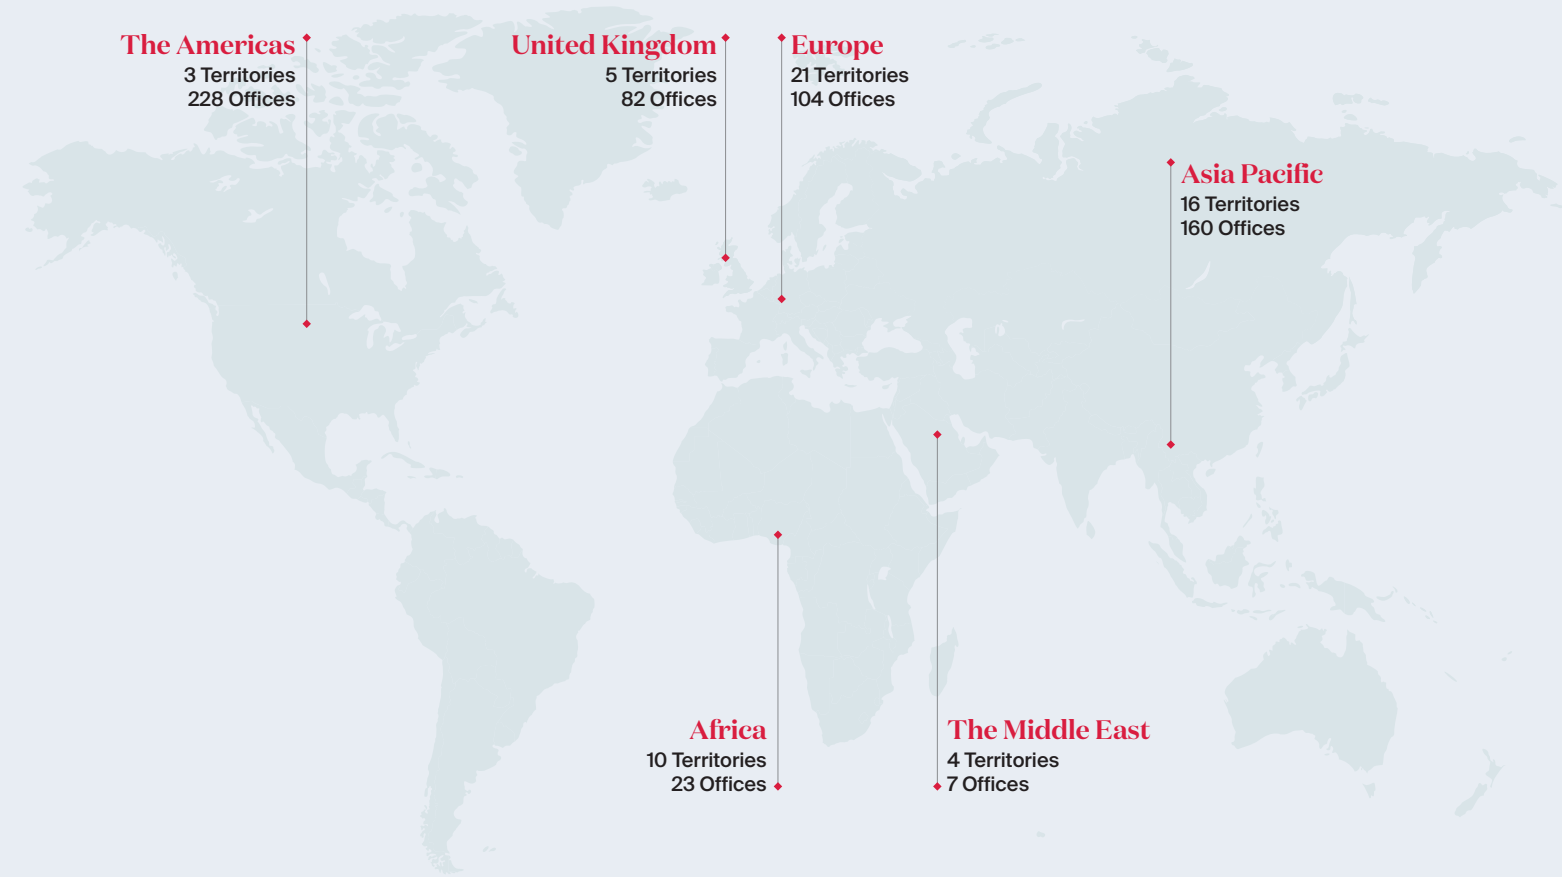 The Americas
3 Territories
228 Offices
United Kingdom
5 Territories
82 Offices
Europe
21 Territories
104 Offices
Asia Pacific
16 Territories
160 Offices
Africa
10 Territories
23 Offices
The Middle East
4 Territories
7 Offices